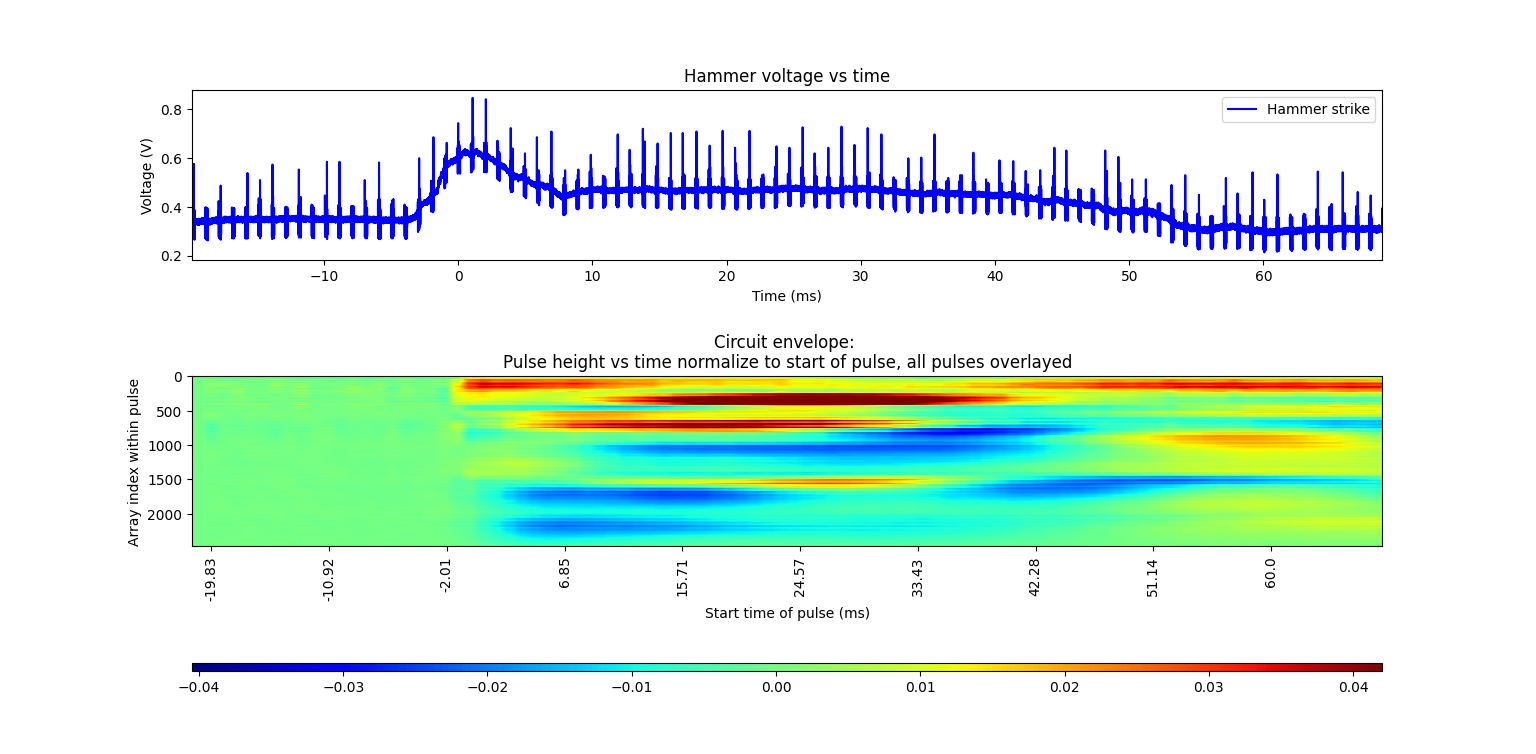 Hammer voltage vs time
Hammer strike
Voltage (V)
0.8
0.6
0.4
0.2
−10 0 10 20 30 40 50 60
Time (ms)
Circuit envelope:
Pulse height vs time normalize to start of pulse, all pulses overlayed
Array index within pulse
0
500
1000
1500
2000
-19.83 -10.92 -2.01 6.85 15.71 24.57 33.43 42.28 51.14 60.0
Start time of pulse (ms)
−0.04 −0.03 −0.02 −0.01 0.00 0.01 0.02 0.03 0.04